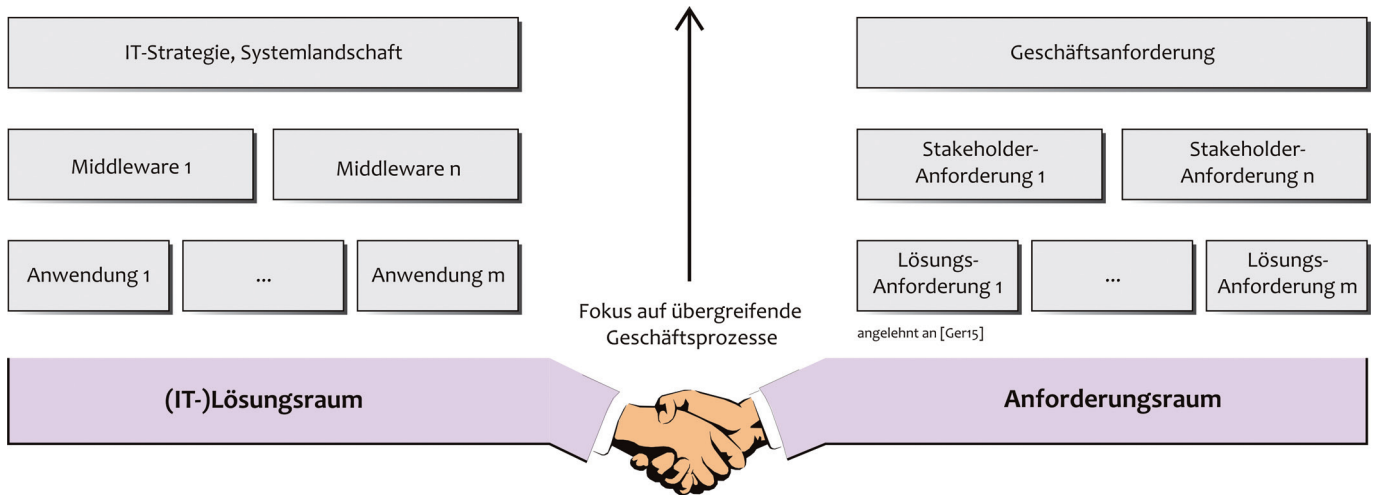 IT-Strategie, Systemlandschaft
Middleware 1
Middleware n
Anwendung 1
...
Anwendung m
(IT-)Lösungsraum
Fokus auf übergreifende
Geschäftsprozesse
Geschäftsanforderung
Stakeholder-
Anforderung 1
Stakeholder-
Anforderung n
Lösungs-
Anforderung 1
...
Lösungs-
Anforderung m
angelehnt an [Ger15]
Anforderungsraum